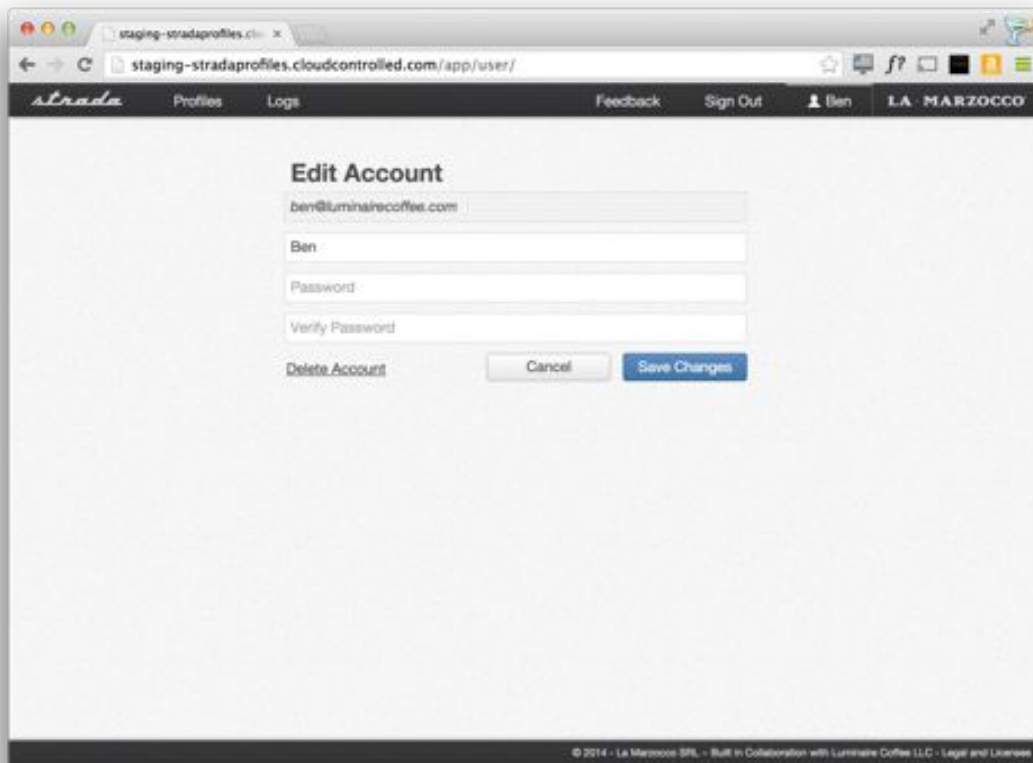 staging-stradaprofiles.cl
staging-stradaprofiles.cloudcontrolled.com/app/user/
f?
strada Profiles Logs Feedback Sign Out Ben LA MARZOCCO
Edit Account
ben@luminairecoffee.com
Ben
Password
Verify Password
Delete Account Cancel Save Changes
© 2014 - La Marzocco SRL - Built in Collaboration with Luminaire Coffee LLC - Legal and Licenses